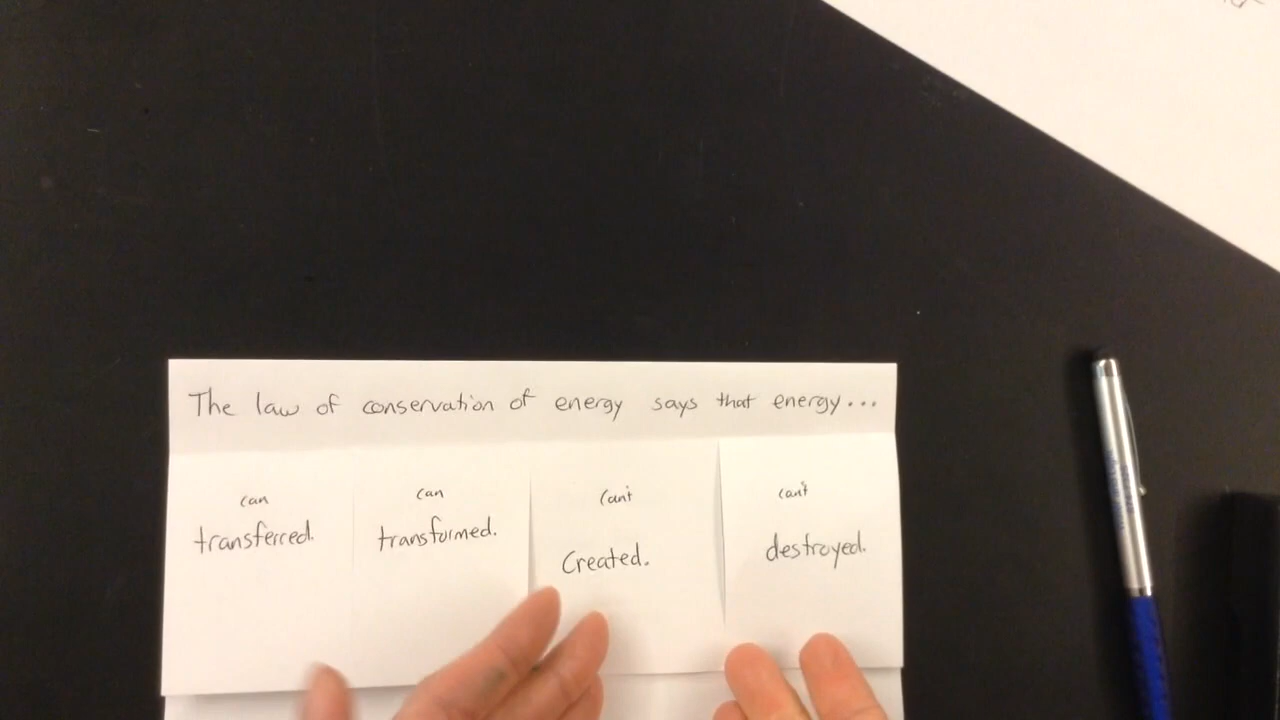 The law of conservation of energy says that energy...
can
transferred.
can
transformed.
can't
Created.
can't
destroyed.